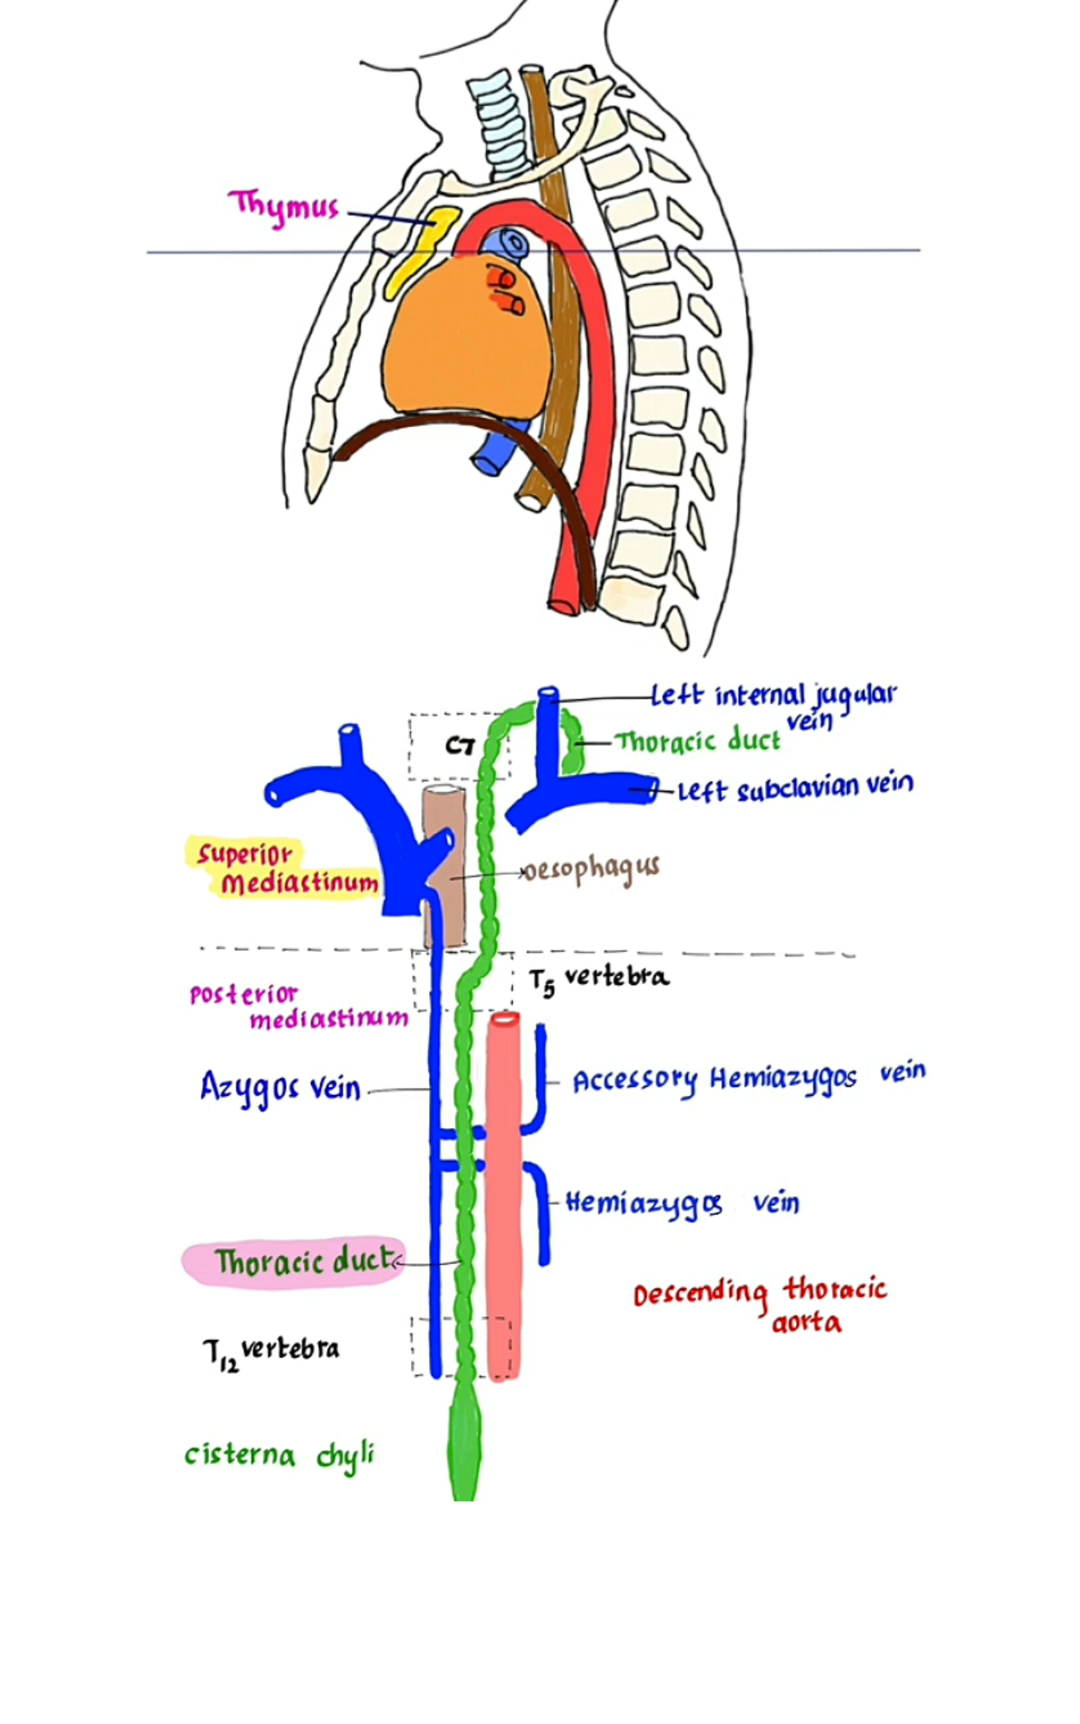 Thymus
Left internal jugular
vein
C7
Thoracic duct
Left subclavian vein
Superior
Mediastinum
oesophagus
T5 vertebra
Posterior
mediastinum
Azygos vein
Accessory Hemiazygos vein
Hemiazygos vein
Thoracic duct
Descending thoracic
aorta
T12 vertebra
cisterna chyli